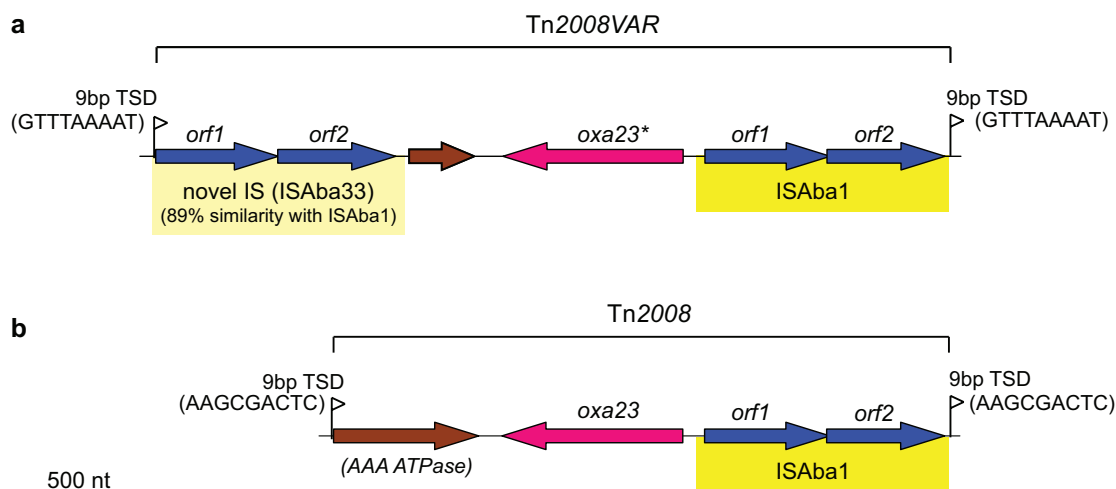 a
Tn2008VAR
9bp TSD
(GTTTAAAAT)
orf1
orf2
oxa23*
orf1
orf2
9bp TSD
(GTTTAAAAT)
novel IS (ISAba33)
(89% similarity with ISAba1)
ISAba1
b
Tn2008
9bp TSD
(AAGCGACTC)
oxa23
orf1
orf2
9bp TSD
(AAGCGACTC)
(AAA ATPase)
ISAba1
500 nt